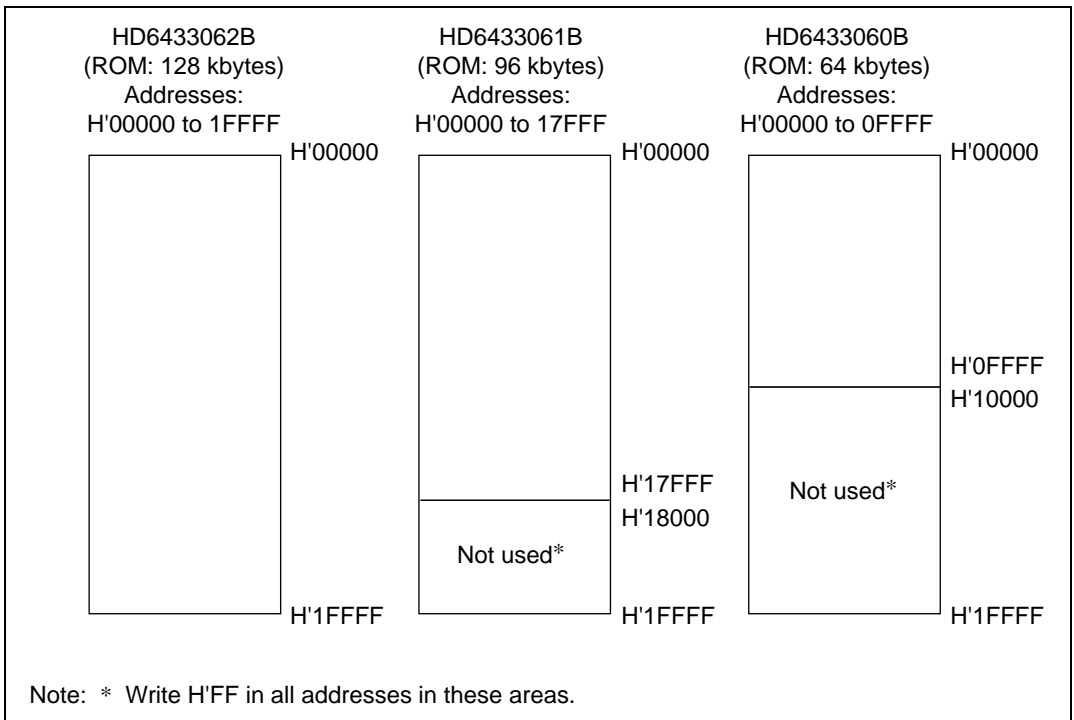 HD6433062B
(ROM: 128 kbytes)
Addresses:
H'00000 to 1FFFF
H'00000
H'1FFFF
HD6433061B
(ROM: 96 kbytes)
Addresses:
H'00000 to 17FFF
H'00000
H'17FFF
H'18000
Not used*
H'1FFFF
HD6433060B
(ROM: 64 kbytes)
Addresses:
H'00000 to 0FFFF
H'00000
H'0FFFF
H'10000
Not used*
H'1FFFF
Note: * Write H'FF in all addresses in these areas.